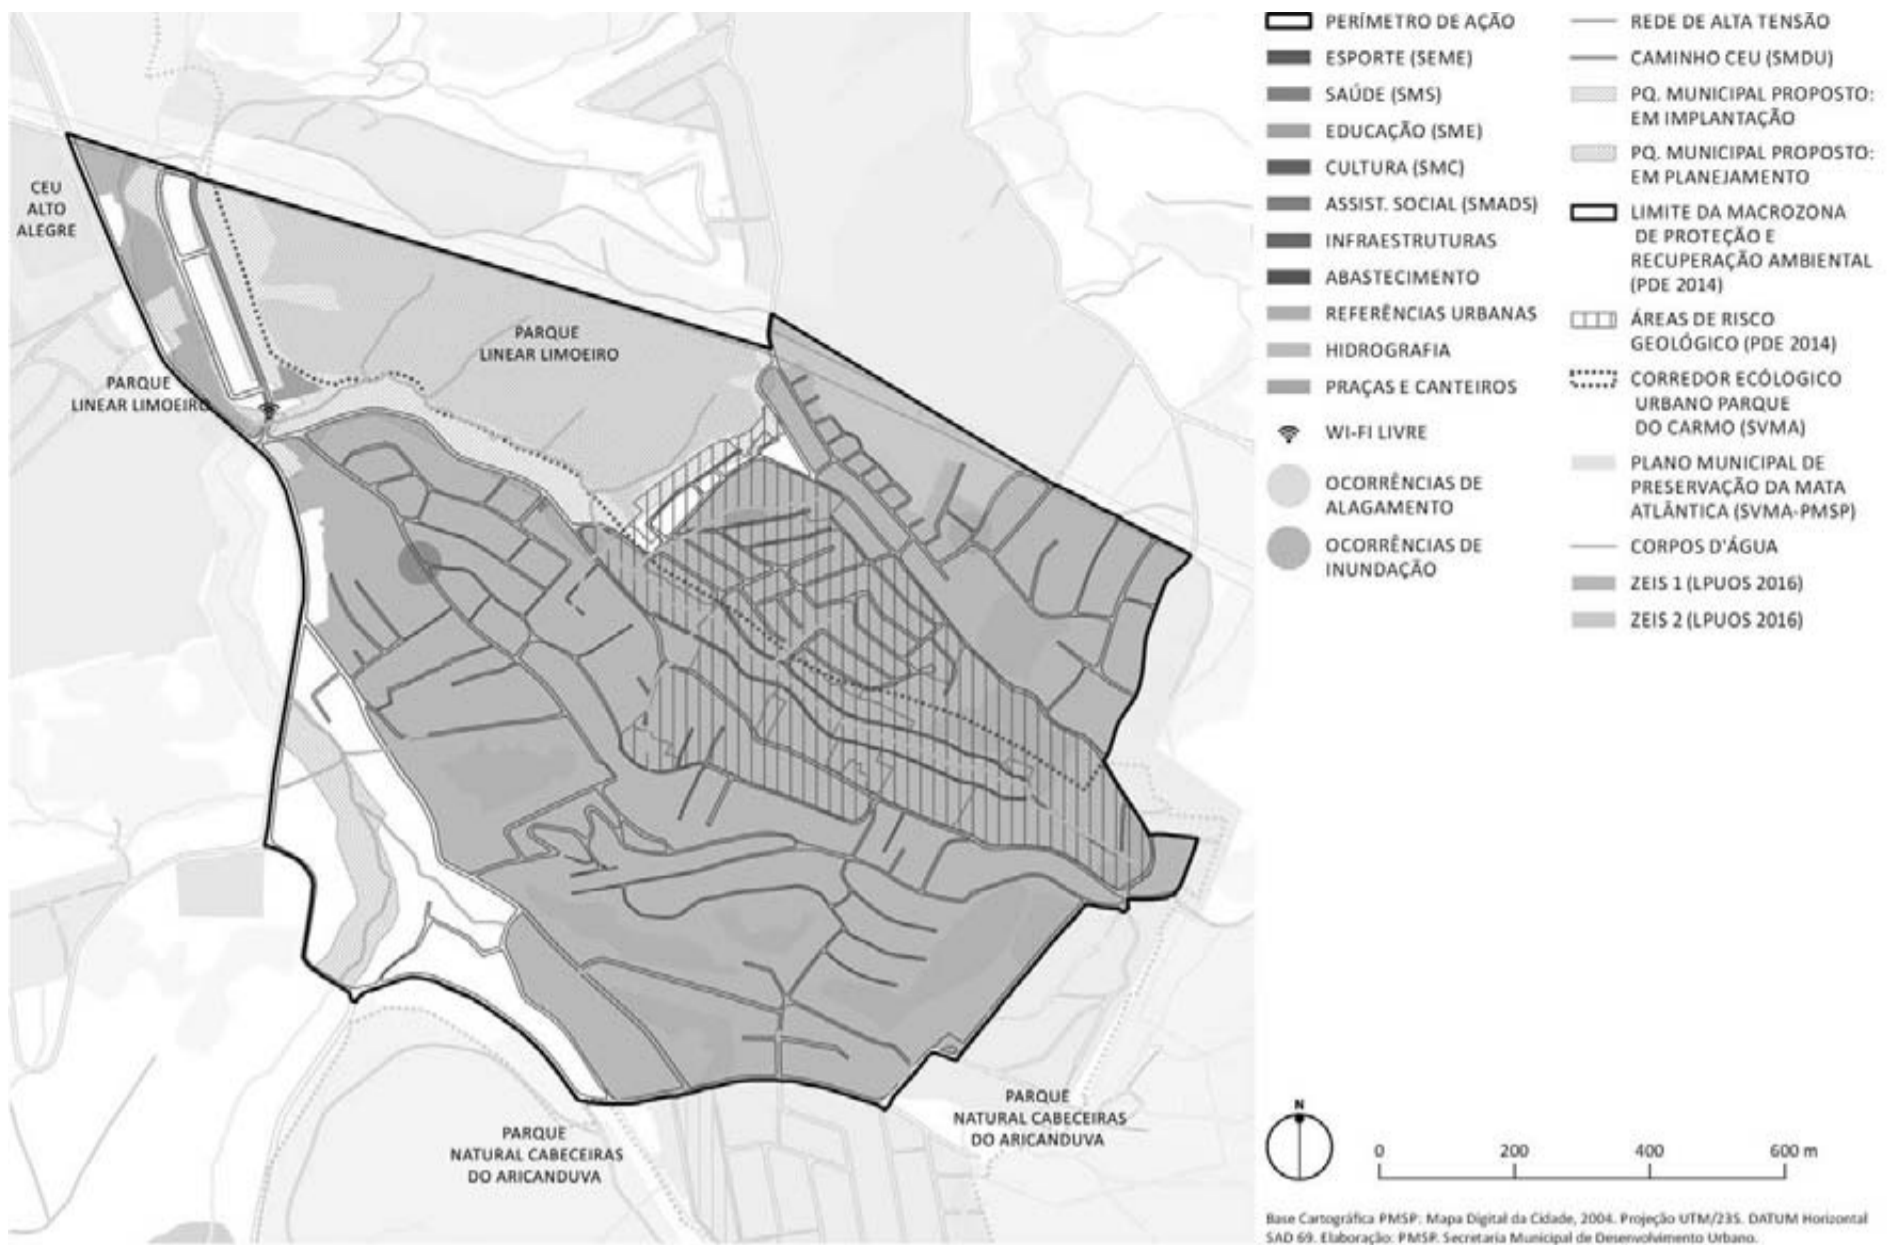 CEU
ALTO
ALEGRE
PARQUE
LINEAR LIMOEIRO
PARQUE
LINEAR LIMOEIRO
PARQUE
NATURAL CABECEIRAS
DO ARICANDUVA
PARQUE
NATURAL CABECEIRAS
DO ARICANDUVA
PERÍMETRO DE AÇÃO
ESPORTE (SEME)
SAÚDE (SMS)
EDUCAÇÃO (SME)
CULTURA (SMC)
ASSIST. SOCIAL (SMADS)
INFRAESTRUTURAS
ABASTECIMENTO
REFERÊNCIAS URBANAS
HIDROGRAFIA
PRAÇAS E CANTEIROS
WI-FI LIVRE
OCORRÊNCIAS DE
ALAGAMENTO
OCORRÊNCIAS DE
INUNDAÇÃO
REDE DE ALTA TENSÃO
CAMINHO CEU (SMDU)
PQ. MUNICIPAL PROPOSTO:
EM IMPLANTAÇÃO
PQ. MUNICIPAL PROPOSTO:
EM PLANEJAMENTO
LIMITE DA MACROZONA
DE PROTEÇÃO E
RECUPERAÇÃO AMBIENTAL
(PDE 2014)
ÁREAS DE RISCO
GEOLÓGICO (PDE 2014)
CORREDOR ECÓLOGICO
URBANO PARQUE
DO CARMO (SVMA)
PLANO MUNICIPAL DE
PRESERVAÇÃO DA MATA
ATLÂNTICA (SVMA-PMSP)
CORPOS D'ÁGUA
ZEIS 1 (LPUOS 2016)
ZEIS 2 (LPUOS 2016)
N
0 200 400 600 m
Base Cartográfica PMSP: Mapa Digital da Cidade, 2004. Projeção UTM/23S. DATUM Horizontal
SAD 69. Elaboração: PMSP. Secretaria Municipal de Desenvolvimento Urbano.